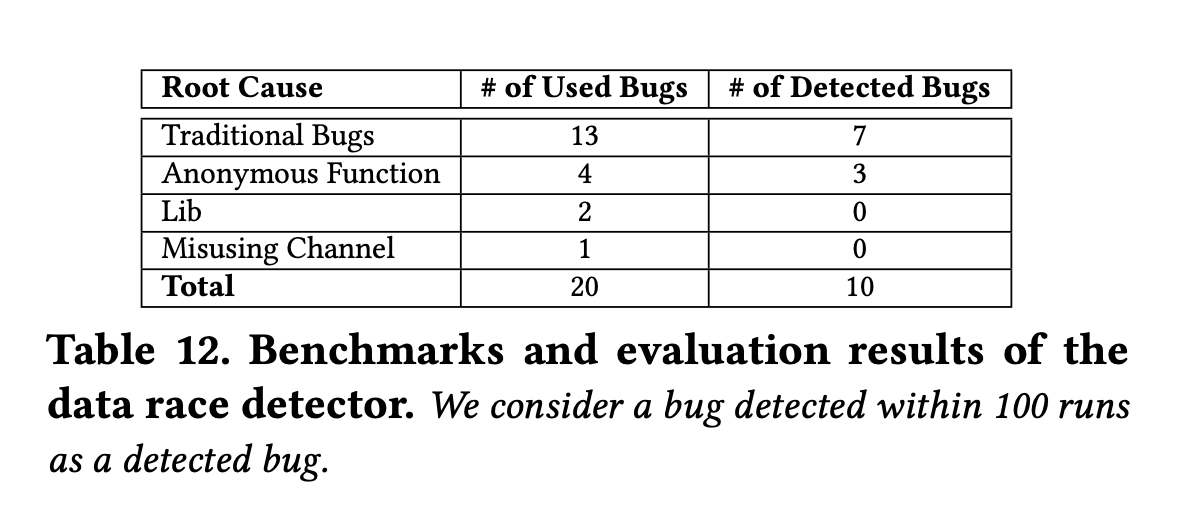 Root Cause # of Used Bugs # of Detected Bugs
Traditional Bugs 13 7
Anonymous Function 4 3
Lib 2 0
Misusing Channel 1 0
Total 20 10
Table 12. Benchmarks and evaluation results of the
data race detector. We consider a bug detected within 100 runs
as a detected bug.